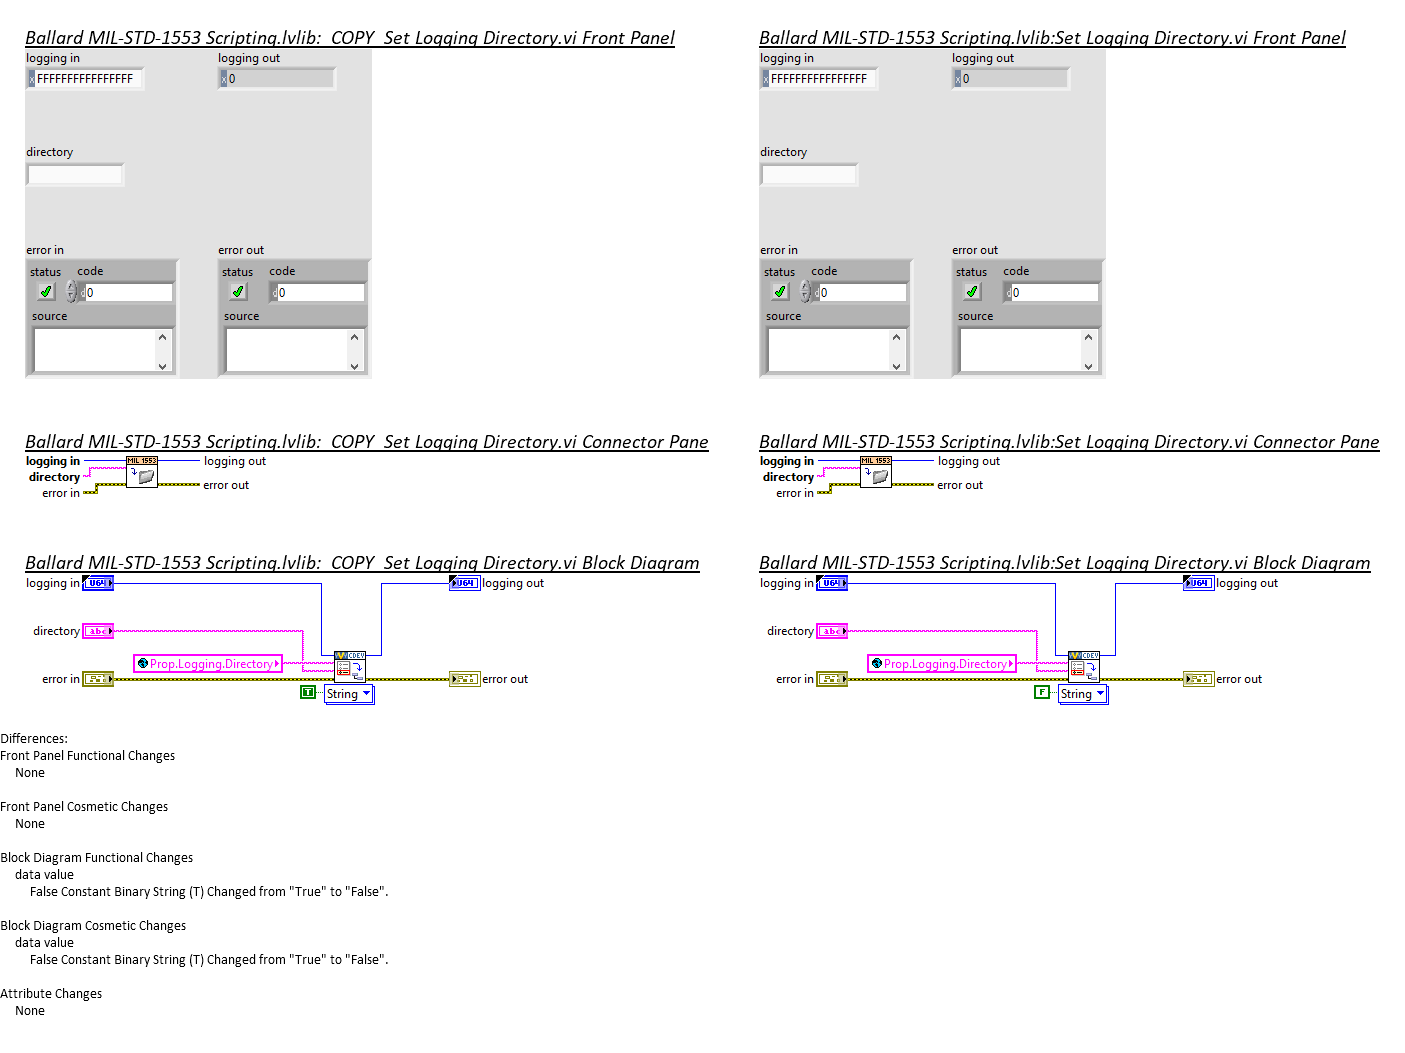 Ballard MIL-STD-1553 Scripting.lvlib:_COPY_Set Logging Directory.vi Front Panel
logging in
logging out
x FFFFFFFFFFFFFFFF
x 0
directory
error in
error out
status
code
status
code
d 0
d 0
source
source
Ballard MIL-STD-1553 Scripting.lvlib:Set Logging Directory.vi Front Panel
logging in
logging out
x FFFFFFFFFFFFFFFF
x 0
directory
error in
error out
status
code
status
code
d 0
d 0
source
source
Ballard MIL-STD-1553 Scripting.lvlib:_COPY_Set Logging Directory.vi Connector Pane
logging in
MIL 1553
logging out
directory
error in
error out
Ballard MIL-STD-1553 Scripting.lvlib:Set Logging Directory.vi Connector Pane
logging in
MIL 1553
logging out
directory
error in
error out
Ballard MIL-STD-1553 Scripting.lvlib:_COPY_Set Logging Directory.vi Block Diagram
logging in
U64
U64
logging out
directory
abc
CDEV
Prop.Logging.Directory
error in
error out
T
String
Ballard MIL-STD-1553 Scripting.lvlib:Set Logging Directory.vi Block Diagram
logging in
U64
U64
logging out
directory
abc
CDEV
Prop.Logging.Directory
error in
error out
F
String
Differences:
Front Panel Functional Changes
None
Front Panel Cosmetic Changes
None
Block Diagram Functional Changes
data value
False Constant Binary String (T) Changed from "True" to "False".
Block Diagram Cosmetic Changes
data value
False Constant Binary String (T) Changed from "True" to "False".
Attribute Changes
None